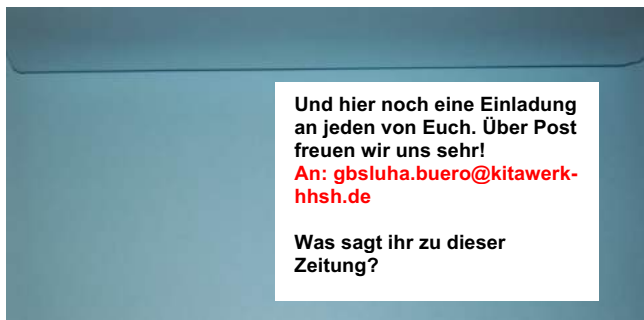 Und hier noch eine Einladung
an jeden von Euch. Über Post
freuen wir uns sehr!
An: gbsluha.buero@kitawerk-
hhsh.de
Was sagt ihr zu dieser
Zeitung?